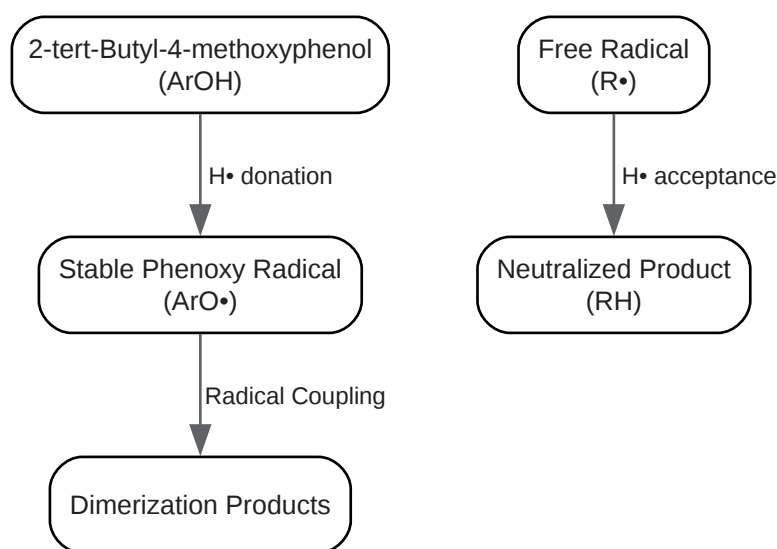 2-tert-Butyl-4-methoxyphenol
(ArOH)
Free Radical
(R•)
H• donation
H• acceptance
Stable Phenoxy Radical
(ArO•)
Neutralized Product
(RH)
Radical Coupling
Dimerization Products